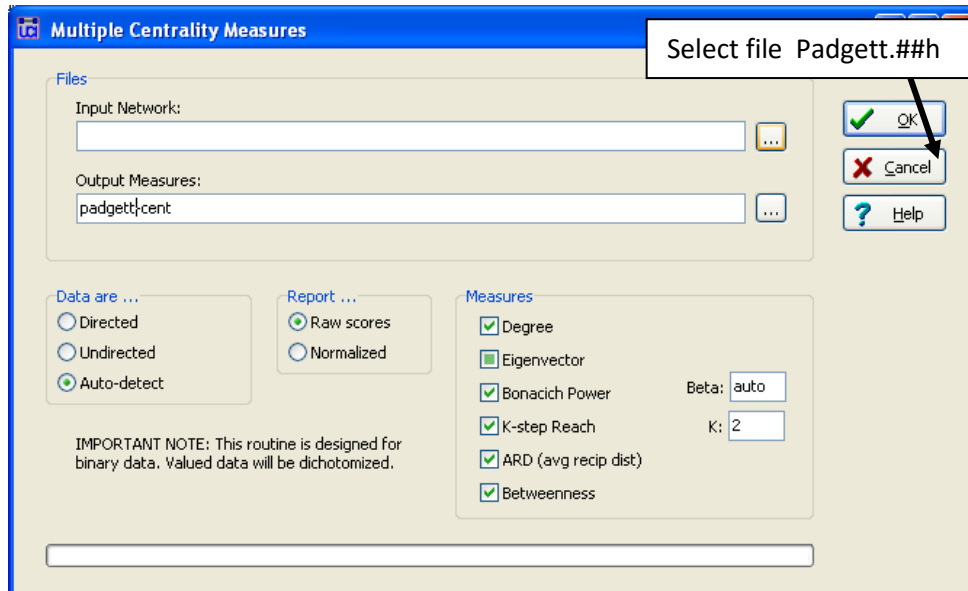 Multiple Centrality Measures
Select file Padgett.##h
Files
Input Network:
...
OK
Cancel
Output Measures:
padgett-cent
...
Help
Data are ...
Directed
Undirected
Auto-detect
Report ...
Raw scores
Normalized
Measures
Degree
Eigenvector
Bonacich Power
Beta: auto
K-step Reach
K: 2
ARD (avg recip dist)
Betweenness
IMPORTANT NOTE: This routine is designed for
binary data. Valued data will be dichotomized.